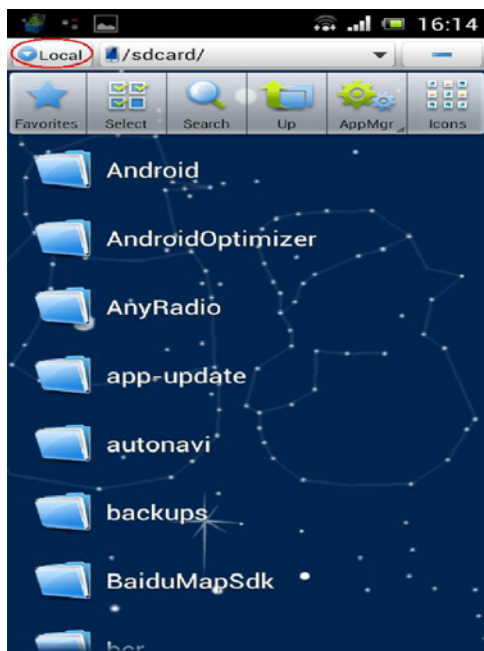 16:14
Local /sdcard/
Favorites Select Search Up AppMgr Icons
Android
AndroidOptimizer
AnyRadio
app-update
autonavi
backups
BaiduMapSdk